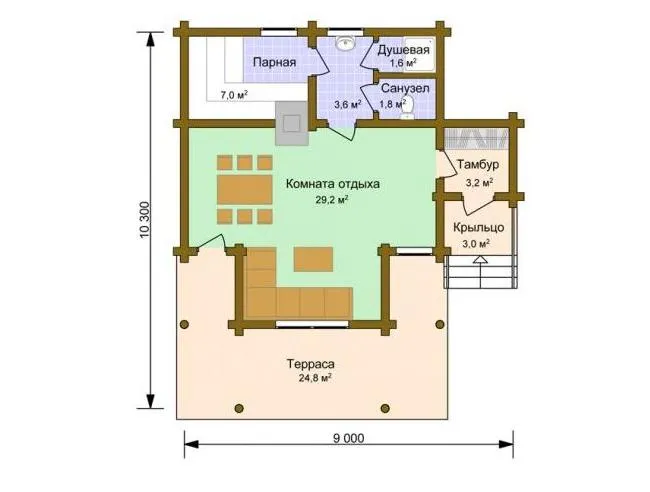 Парная
7,0 м²
3,6 м²
Душевая
1,6 м²
Санузел
1,8 м²
Комната отдыха
29,2 м²
Тамбур
3,2 м²
Крыльцо
3,0 м²
Терраса
24,8 м²
10 300
9 000